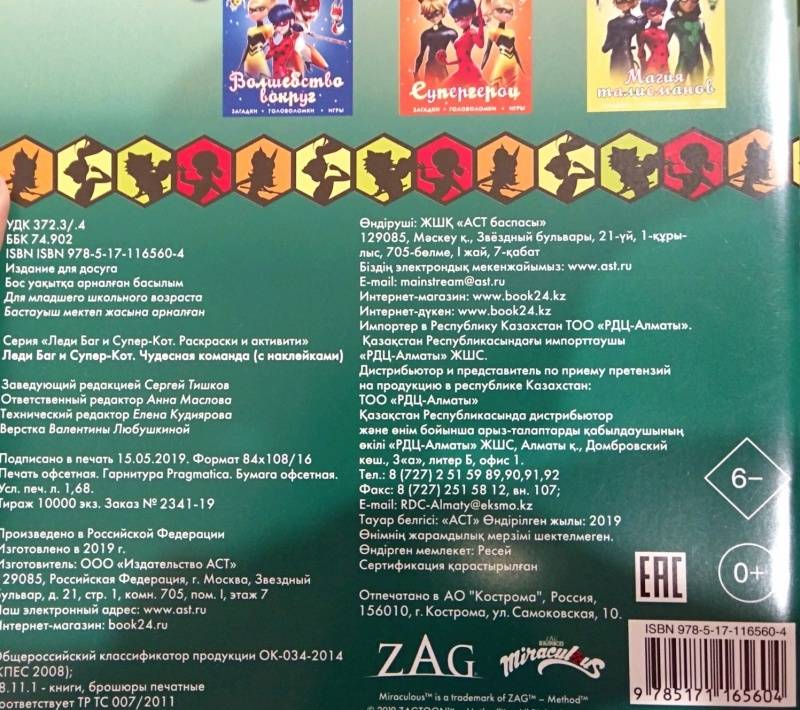 Волшебство
вокруг
ЗАГАДКИ • ГОЛОВОЛОМКИ • ИГРЫ
Супергерои
ЗАГАДКИ • ГОЛОВОЛОМКИ • ИГРЫ
Магия
талисманов
УДК 372.3/.4
ББК 74.902
ISBN ISBN 978-5-17-116560-4
Издание для досуга
Бос уақытқа арналған басылым
Для младшего школьного возраста
Бастауыш мектеп жасына арналған
Серия «Леди Баг и Супер-Кот. Раскраски и активити»
Леди Баг и Супер-Кот. Чудесная команда (с наклейками)
Заведующий редакцией Сергей Тишков
Ответственный редактор Анна Маслова
Технический редактор Елена Кудиярова
Верстка Валентины Любушкиной
Подписано в печать 15.05.2019. Формат 84x108/16
Печать офсетная. Гарнитура Pragmatica. Бумага офсетная.
Усл. печ. л. 1,68.
Тираж 10000 экз. Заказ № 2341-19
Произведено в Российской Федерации
Изготовлено в 2019 г.
Изготовитель: ООО «Издательство АСТ»
29085, Российская Федерация, г. Москва, Звездный
бульвар, д. 21, стр. 1, комн. 705, пом. I, этаж 7
Наш электронный адрес: www.ast.ru
Интернет-магазин: book24.ru
Общероссийский классификатор продукции ОК-034-2014
КПЕС 2008);
8.11.1 - книги, брошюры печатные
соответствует ТР ТС 007/2011
Өндіруші: ЖШҚ «АСТ баспасы»
129085, Мәскеу қ., Звёздный бульвары, 21-үй, 1-құры-
лыс, 705-бөлме, I жай, 7-қабат
Біздің электрондық мекенжайымыз: www.ast.ru
E-mail: mainstream@ast.ru
Интернет-магазин: www.book24.kz
Интернет-дүкен: www.book24.kz
Импортер в Республику Казахстан ТОО «РДЦ-Алматы».
Қазақстан Республикасындағы импорттаушы
«РДЦ-Алматы» ЖШС.
Дистрибьютор и представитель по приему претензий
на продукцию в республике Казахстан:
ТОО «РДЦ-Алматы»
Қазақстан Республикасында дистрибьютор
және өнім бойынша арыз-талаптарды қабылдаушының
өкілі «РДЦ-Алматы» ЖШС, Алматы қ., Домбровский
көш., 3«а», литер Б, офис 1.
Тел.: 8 (727) 2 51 59 89,90,91,92
Факс: 8 (727) 251 58 12, вн. 107;
E-mail: RDC-Almaty@eksmo.kz
Тауар белгісі: «АСТ» Өндірілген жылы: 2019
Өнімнің жарамдылық мерзімі шектелмеген.
Өндірген мемлекет: Ресей
Сертификация қарастырылған
Отпечатано в АО "Кострома", Россия,
156010, г. Кострома, ул. Самоковская, 10.
6–
EAC
0+
ZAG
Miraculous
Miraculous™ is a trademark of ZAG™ – Method™
ISBN 978-5-17-116560-4
9 785171 165604